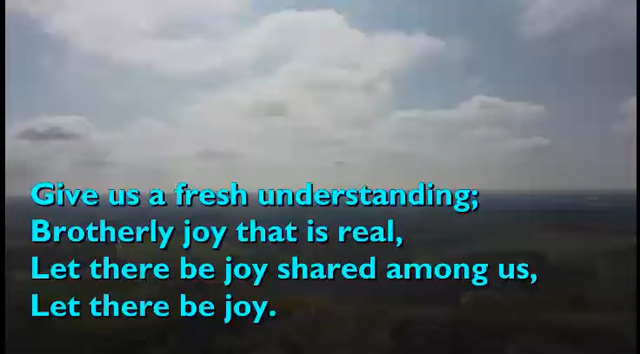 Give us a fresh understanding;
Brotherly joy that is real,
Let there be joy shared among us,
Let there be joy.